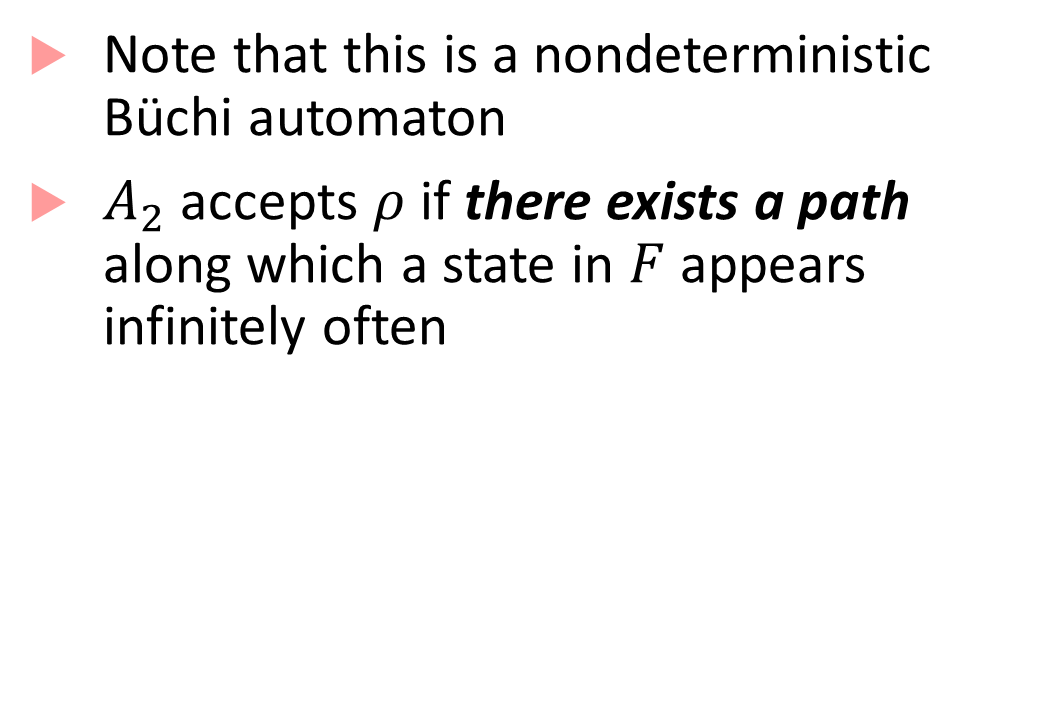 Note that this is a nondeterministic
Büchi automaton
𝐴₂ accepts 𝜌 if there exists a path
along which a state in 𝐹 appears
infinitely often